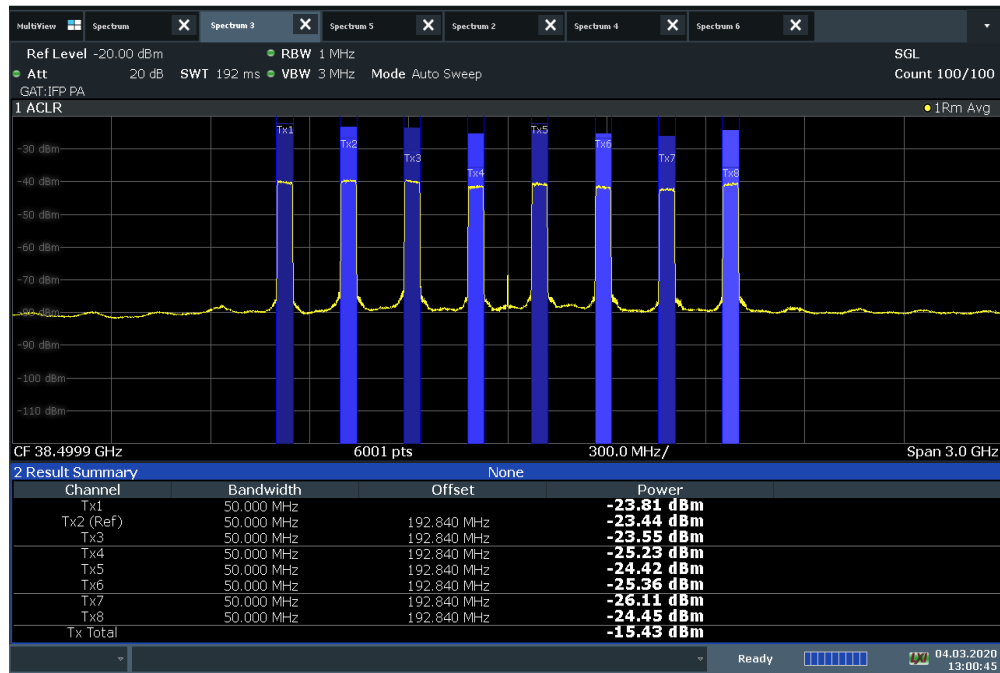 MultiView Spectrum X Spectrum 3 X Spectrum 5 X Spectrum 2 X Spectrum 4 X Spectrum 6 X
Ref Level -20.00 dBm RBW 1 MHz SGL
Att 20 dB SWT 192 ms VBW 3 MHz Mode Auto Sweep Count 100/100
GAT:IFP PA
1 ACLR 1Rm Avg
Tx1 Tx5
Tx2 Tx6
-30 dBm
Tx3 Tx7
Tx4 Tx8
-40 dBm
-50 dBm
-60 dBm
-70 dBm
-80 dBm
-90 dBm
-100 dBm
-110 dBm
CF 38.4999 GHz 6001 pts 300.0 MHz/ Span 3.0 GHz
2 Result Summary None
Channel Bandwidth Offset Power
Tx1 50.000 MHz -23.81 dBm
Tx2 (Ref) 50.000 MHz 192.840 MHz -23.44 dBm
Tx3 50.000 MHz 192.840 MHz -23.55 dBm
Tx4 50.000 MHz 192.840 MHz -25.23 dBm
Tx5 50.000 MHz 192.840 MHz -24.42 dBm
Tx6 50.000 MHz 192.840 MHz -25.36 dBm
Tx7 50.000 MHz 192.840 MHz -26.11 dBm
Tx8 50.000 MHz 192.840 MHz -24.45 dBm
Tx Total -15.43 dBm
Ready LXI 04.03.2020
13:00:45